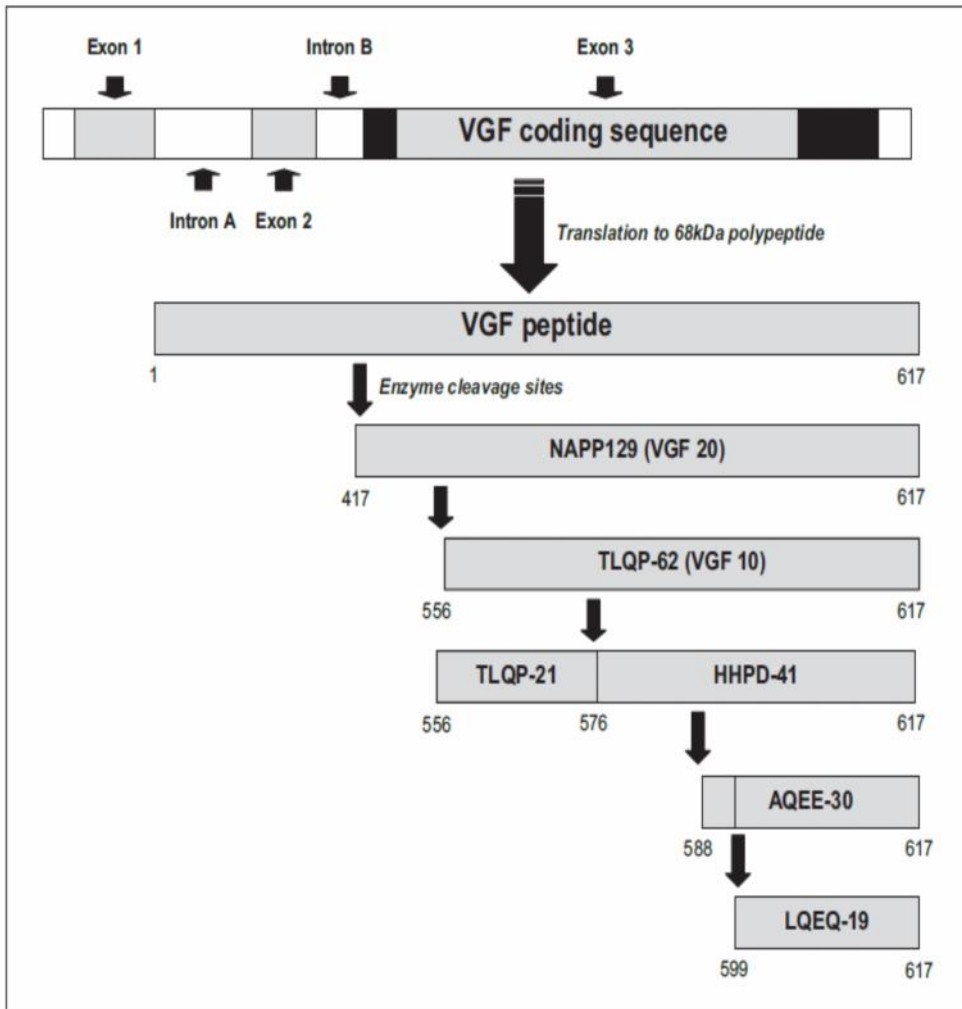 Exon 1 Intron B Exon 3
VGF coding sequence
Intron A Exon 2
Translation to 68kDa polypeptide
VGF peptide
1 617
Enzyme cleavage sites
NAPP129 (VGF 20)
417 617
TLQP-62 (VGF 10)
556 617
TLQP-21 HHPD-41
556 576 617
AQEE-30
588 617
LQEQ-19
599 617